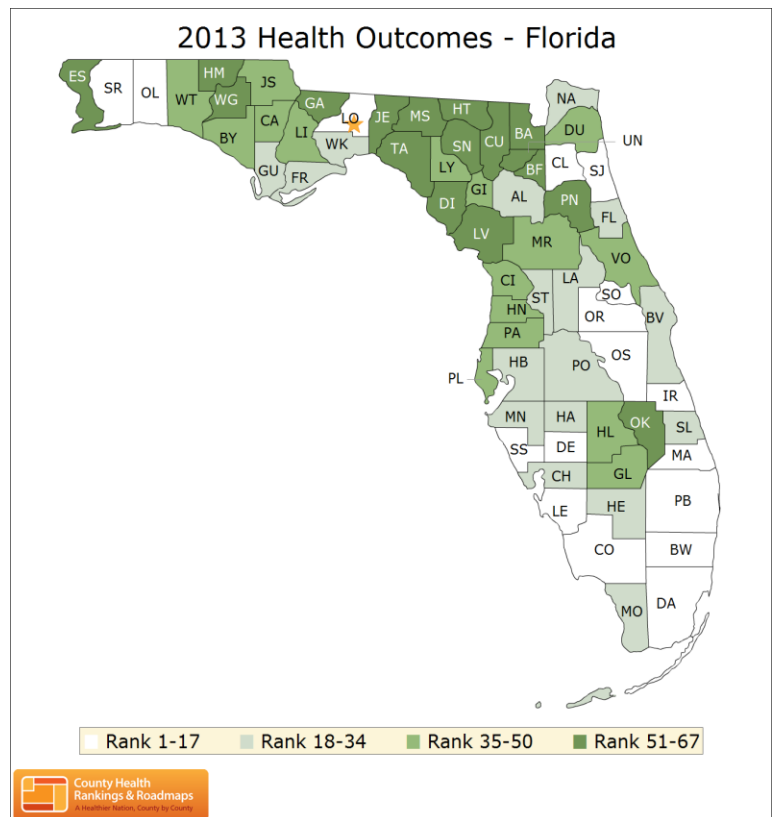 2013 Health Outcomes - Florida
ES
SR
OL
WT
HM
WG
JS
BY
CA
LI
GU
FR
GA
LO
WK
JE
MS
TA
HT
SN
LY
CU
BA
UN
BF
NA
DU
CL
SJ
DI
GI
AL
PN
FL
LV
MR
VO
CI
ST
LA
SO
HN
OR
BV
PA
OS
PL
HB
PO
IR
MN
HA
HL
OK
SL
SS
DE
MA
CH
GL
LE
HE
PB
CO
BW
MO
DA
Rank 1-17 Rank 18-34 Rank 35-50 Rank 51-67
County Health
Rankings & Roadmaps
A Healthier Nation, County by County